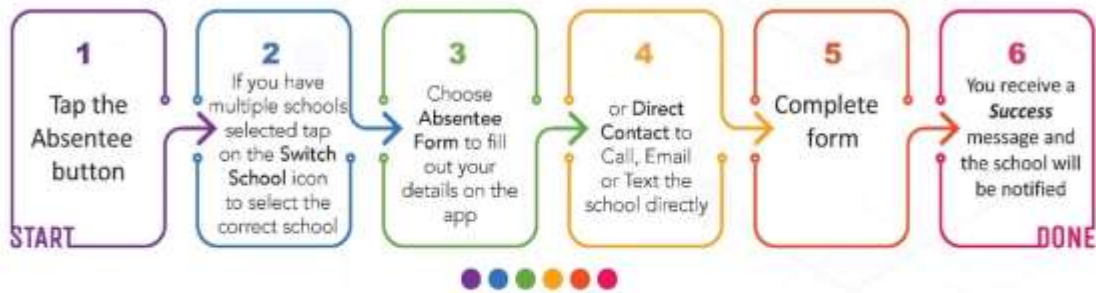 1
Tap the
Absentee
button
START
2
If you have
multiple schools
selected tap
on the Switch
School icon
to select the
correct school
3
Choose
Absentee
Form to fill
out your
details on the
app
4
or Direct
Contact to
Call, Email
or Text the
school directly
5
Complete
form
6
You receive a
Success
message and
the school will
be notified
DONE